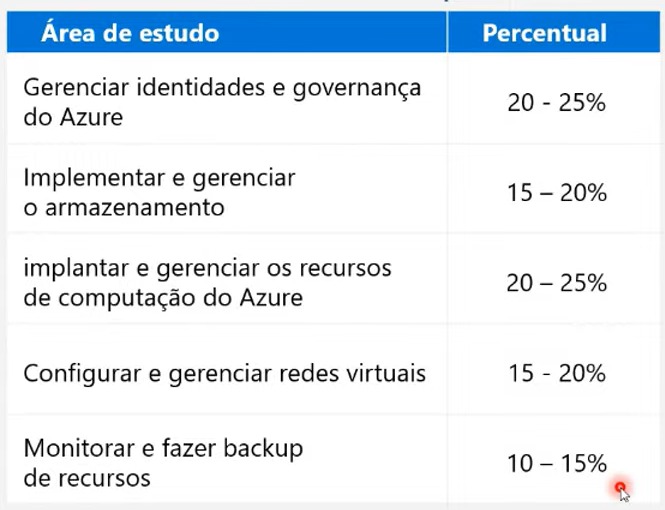 Área de estudo Percentual
Gerenciar identidades e governança
do Azure
20 - 25%
Implementar e gerenciar
o armazenamento
15 – 20%
implantar e gerenciar os recursos
de computação do Azure
20 – 25%
Configurar e gerenciar redes virtuais
15 - 20%
Monitorar e fazer backup
de recursos
10 – 15%